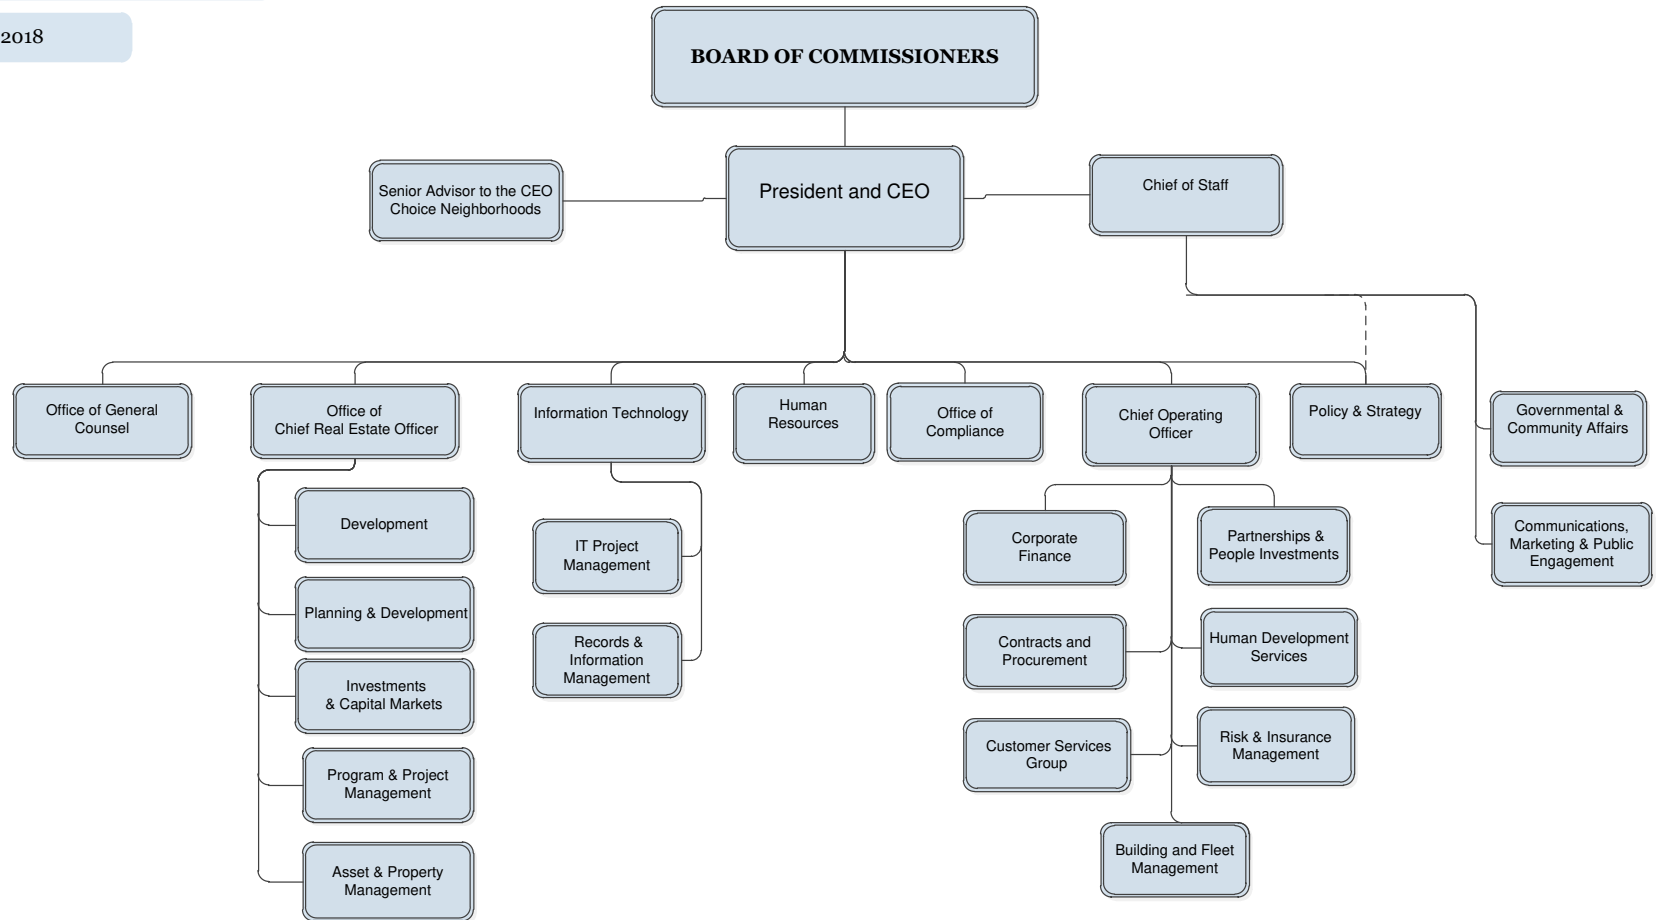 2018
BOARD OF COMMISSIONERS
Senior Advisor to the CEO
Choice Neighborhoods
President and CEO
Chief of Staff
Office of General
Counsel
Office of
Chief Real Estate Officer
Information Technology
Human
Resources
Office of
Compliance
Chief Operating
Officer
Policy & Strategy
Governmental &
Community Affairs
Development
Planning & Development
Investments
& Capital Markets
Program & Project
Management
Asset & Property
Management
IT Project
Management
Records &
Information
Management
Corporate
Finance
Partnerships &
People Investments
Contracts and
Procurement
Human Development
Services
Customer Services
Group
Risk & Insurance
Management
Building and Fleet
Management
Communications,
Marketing & Public
Engagement